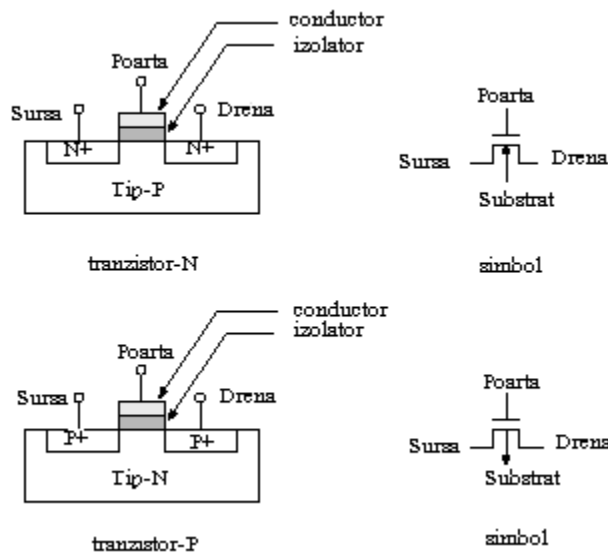 conductor
izolator
Poarta
Sursa
Drena
N+
N+
Tip-P
tranzistor-N
Poarta
Sursa
Drena
Substrat
simbol
conductor
izolator
Poarta
Sursa
Drena
P+
P+
Tip-N
tranzistor-P
Poarta
Sursa
Drena
Substrat
simbol